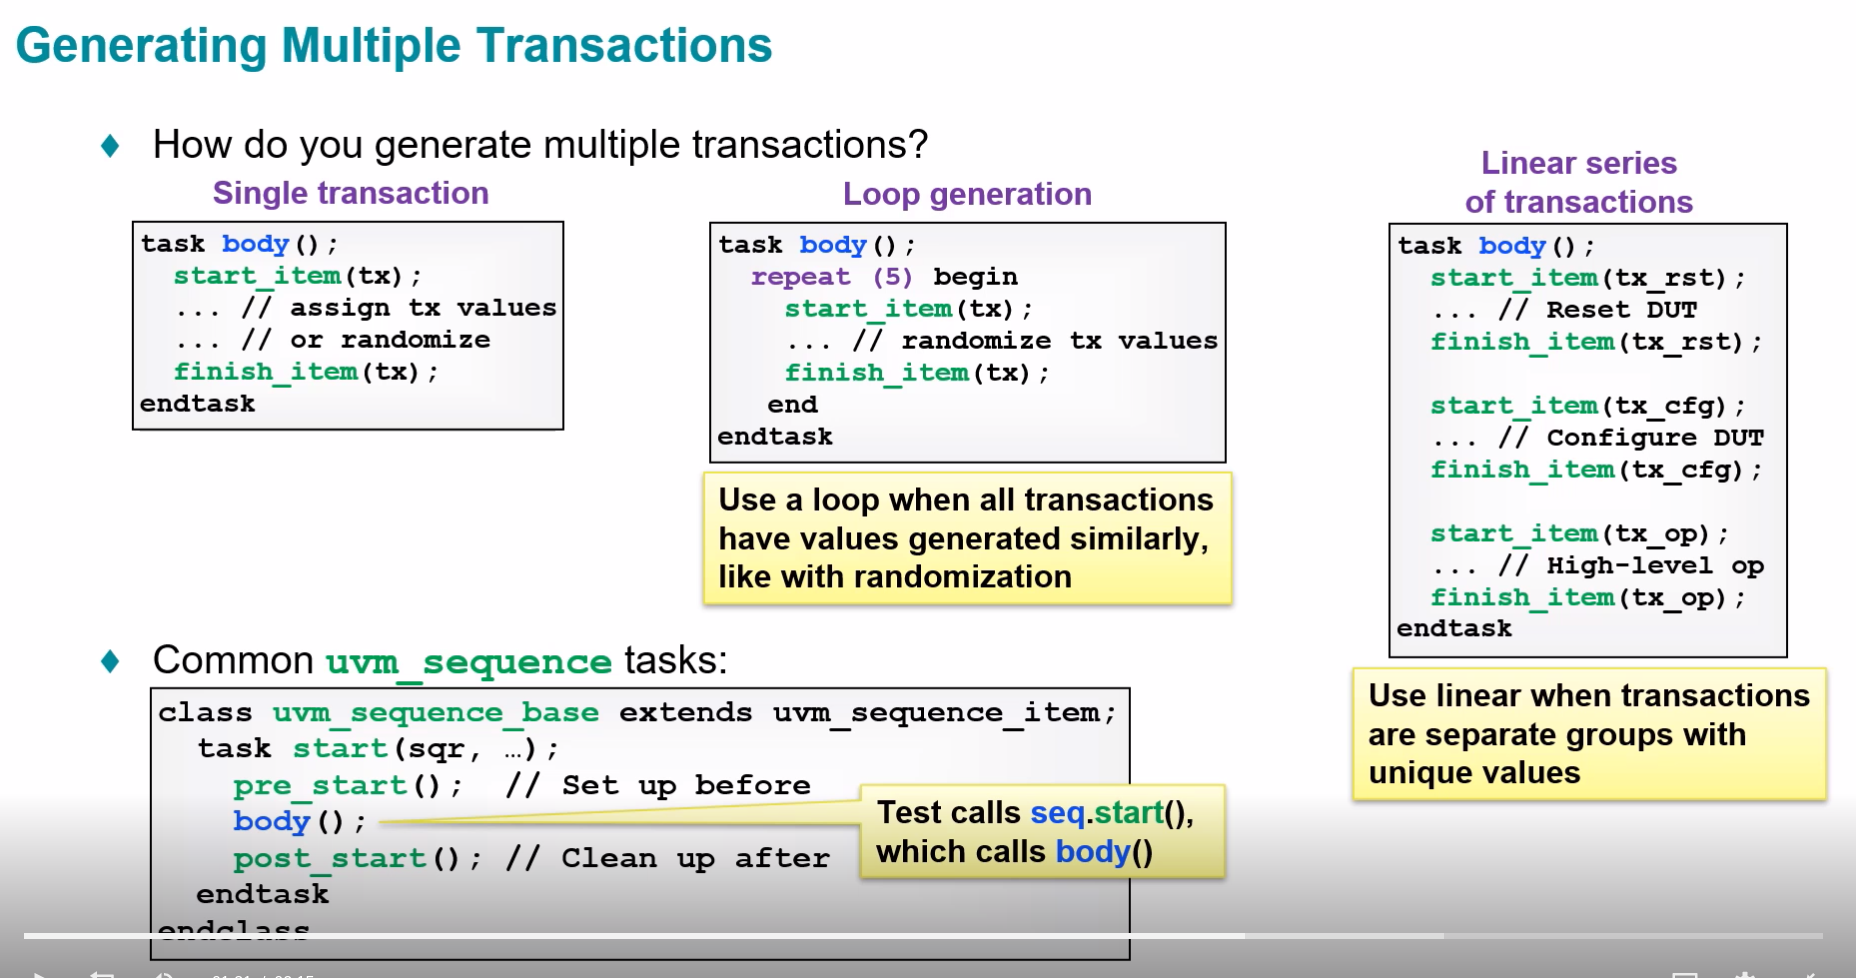 Generating Multiple Transactions
How do you generate multiple transactions?
Single transaction
task body();
start_item(tx);
... // assign tx values
... // or randomize
finish_item(tx);
endtask
Loop generation
task body();
repeat (5) begin
start_item(tx);
... // randomize tx values
finish_item(tx);
end
endtask
Use a loop when all transactions
have values generated similarly,
like with randomization
Linear series
of transactions
task body();
start_item(tx_rst);
... // Reset DUT
finish_item(tx_rst);
start_item(tx_cfg);
... // Configure DUT
finish_item(tx_cfg);
start_item(tx_op);
... // High-level op
finish_item(tx_op);
endtask
Use linear when transactions
are separate groups with
unique values
Common uvm_sequence tasks:
class uvm_sequence_base extends uvm_sequence_item;
task start(sqr, …);
pre_start(); // Set up before
body();
post_start(); // Clean up after
endtask
endclass
Test calls seq.start(),
which calls body()